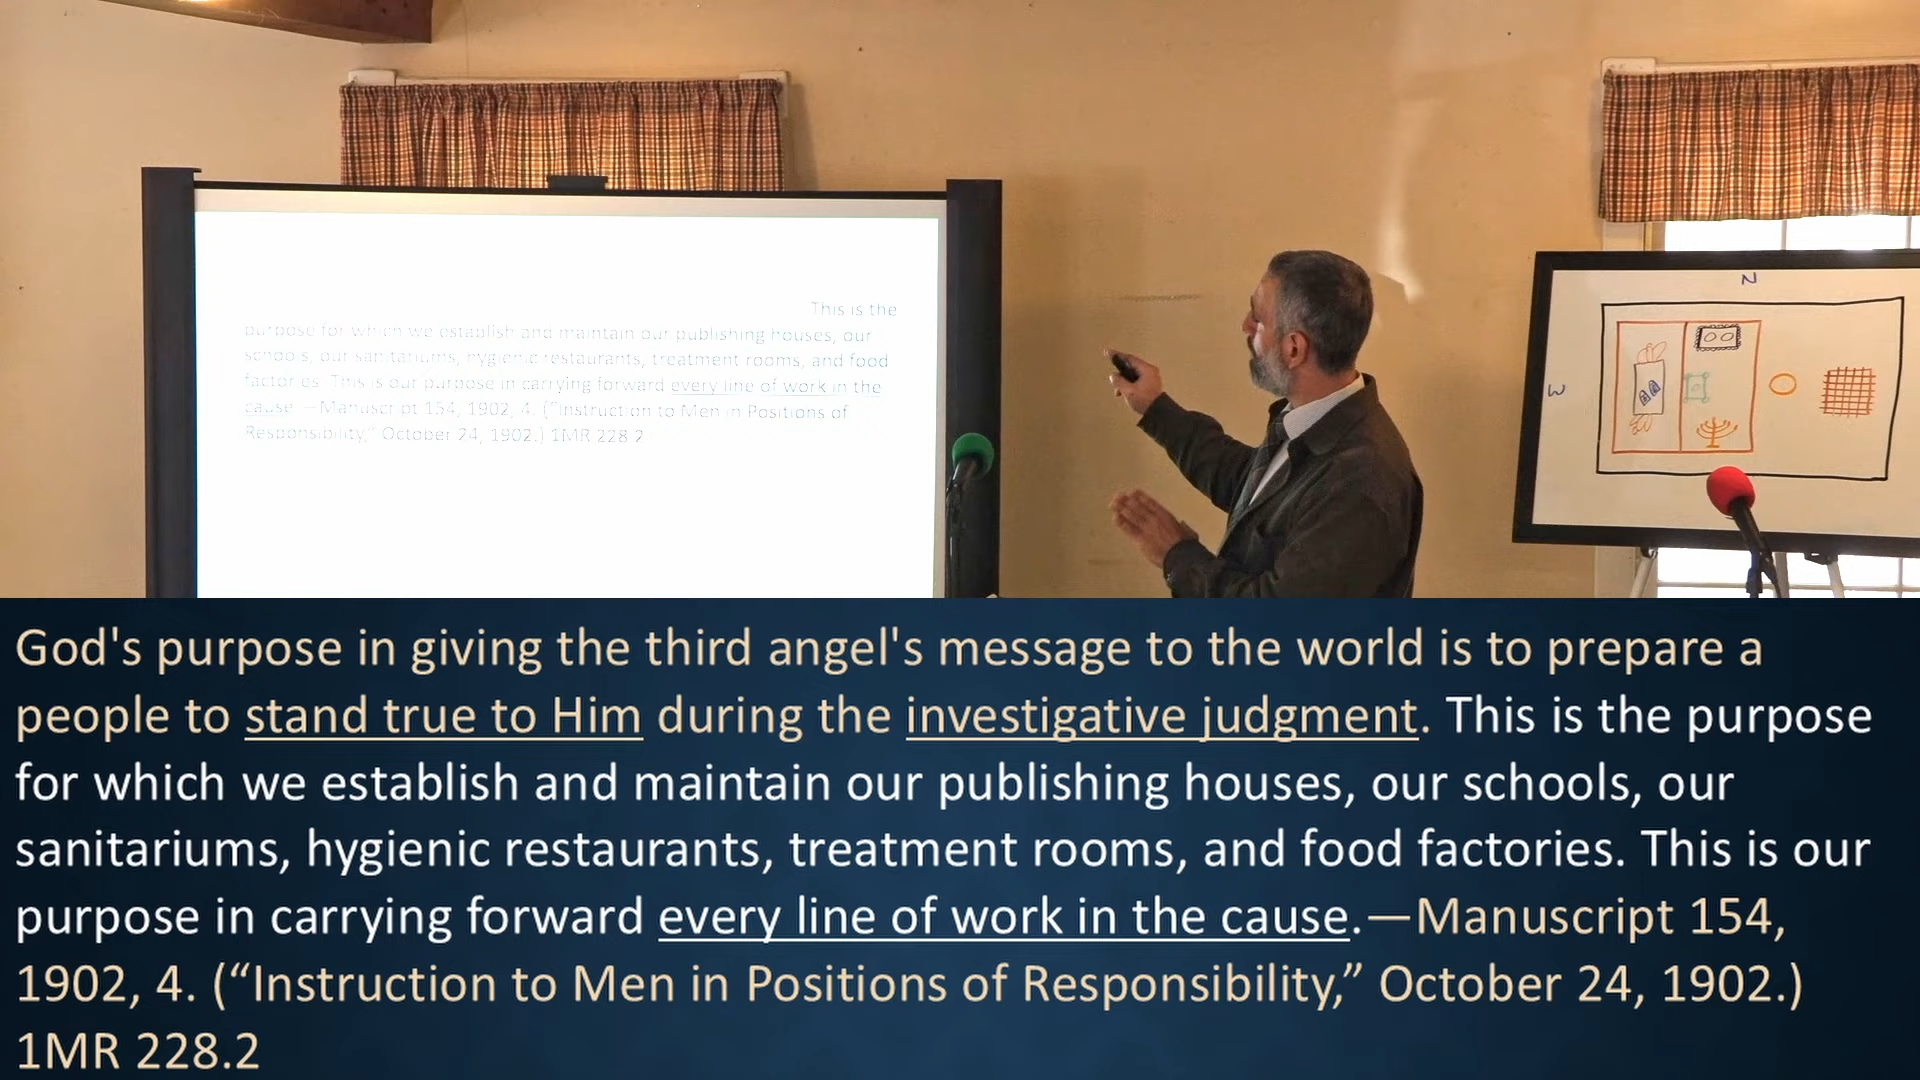 This is the
purpose for which we establish and maintain our publishing houses, our
schools, our sanitariums, hygienic restaurants, treatment rooms, and food
factories. This is our purpose in carrying forward every line of work in the
cause.—Manuscript 154, 1902, 4. (“Instruction to Men in Positions of
Responsibility,” October 24, 1902.) 1MR 228.2
N
W
God's purpose in giving the third angel's message to the world is to prepare a
people to stand true to Him during the investigative judgment. This is the purpose
for which we establish and maintain our publishing houses, our schools, our
sanitariums, hygienic restaurants, treatment rooms, and food factories. This is our
purpose in carrying forward every line of work in the cause.—Manuscript 154,
1902, 4. (“Instruction to Men in Positions of Responsibility,” October 24, 1902.)
1MR 228.2